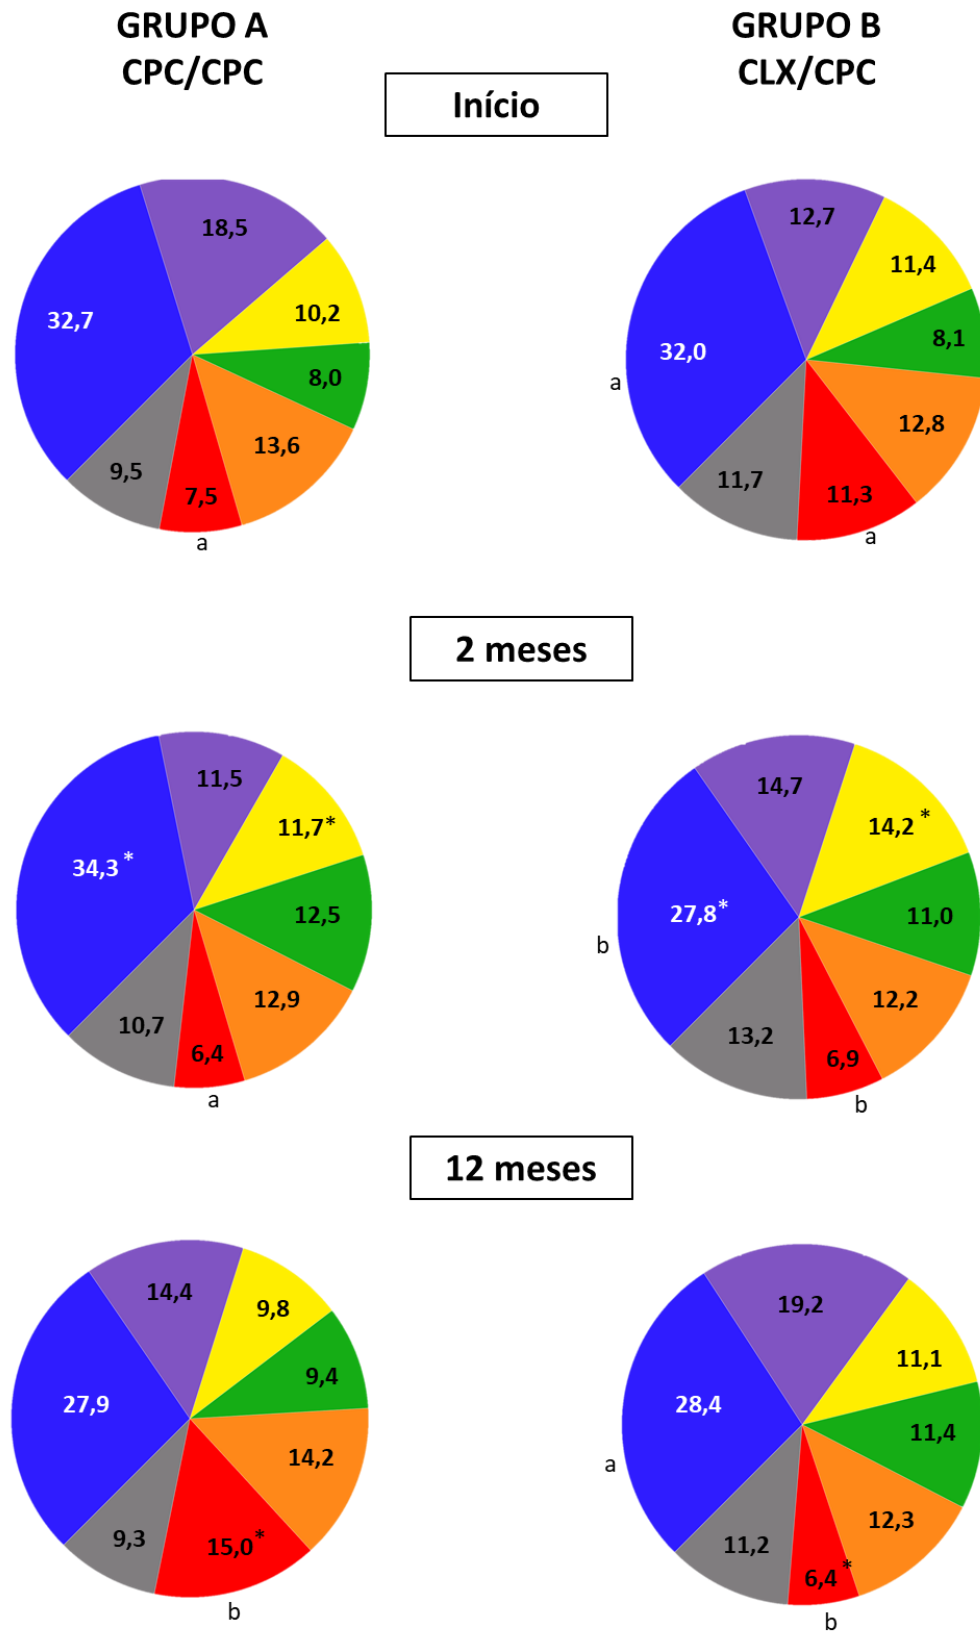 GRUPO A
CPC/CPC
GRUPO B
CLX/CPC
Início
18,5
10,2
32,7
8,0
13,6
9,5
7,5
a
12,7
11,4
8,1
32,0
a
12,8
11,7
11,3
a
2 meses
11,5
11,7*
34,3*
12,5
12,9
10,7
6,4
a
14,7
14,2*
27,8*
11,0
b
12,2
13,2
6,9
b
12 meses
14,4
9,8
9,4
27,9
14,2
9,3
15,0*
b
19,2
11,1
28,4
11,4
a
12,3
11,2
6,4*
b